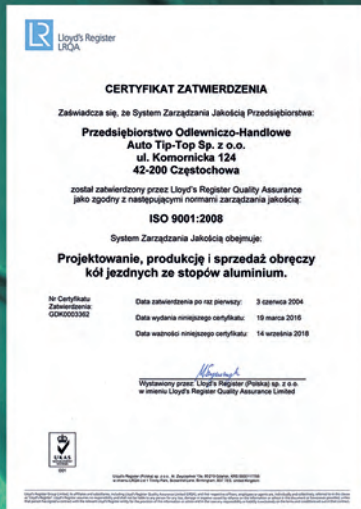 LR
Lloyd's Register
LRQA
CERTYFIKAT ZATWIERDZENIA
Zaświadcza się, że System Zarządzania Jakością Przedsiębiorstwa:
Przedsiębiorstwo Odlewniczo-Handlowe
Auto Tip-Top Sp. z o.o.
ul. Komornicka 124
42-200 Częstochowa
został zatwierdzony przez Lloyd's Register Quality Assurance
jako zgodny z następującymi normami zarządzania jakością:
ISO 9001:2008
System Zarządzania Jakością obejmuje:
Projektowanie, produkcję i sprzedaż obręczy
kół jezdnych ze stopów aluminium.
Nr Certyfikatu
Zatwierdzenia:
GDK0003362
Data zatwierdzenia po raz pierwszy: 3 czerwca 2004
Data wydania niniejszego certyfikatu: 19 marca 2016
Data ważności niniejszego certyfikatu: 14 września 2018
Wystawiony przez: Lloyd's Register (Polska) sp. z o.o.
w imieniu Lloyd's Register Quality Assurance Limited
UKAS
001